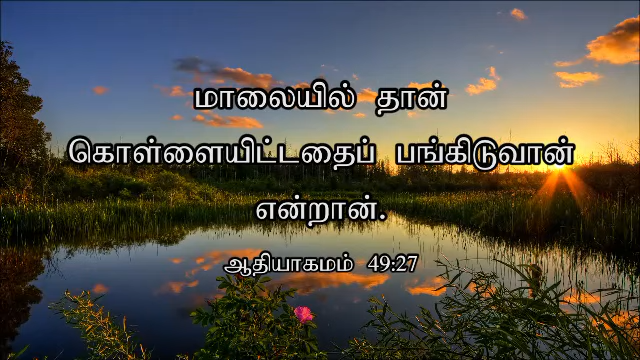 மாலையில் தான்
கொள்ளையிட்டதைப் பங்கிடுவான்
என்றான்.
ஆதியாகமம் 49:27